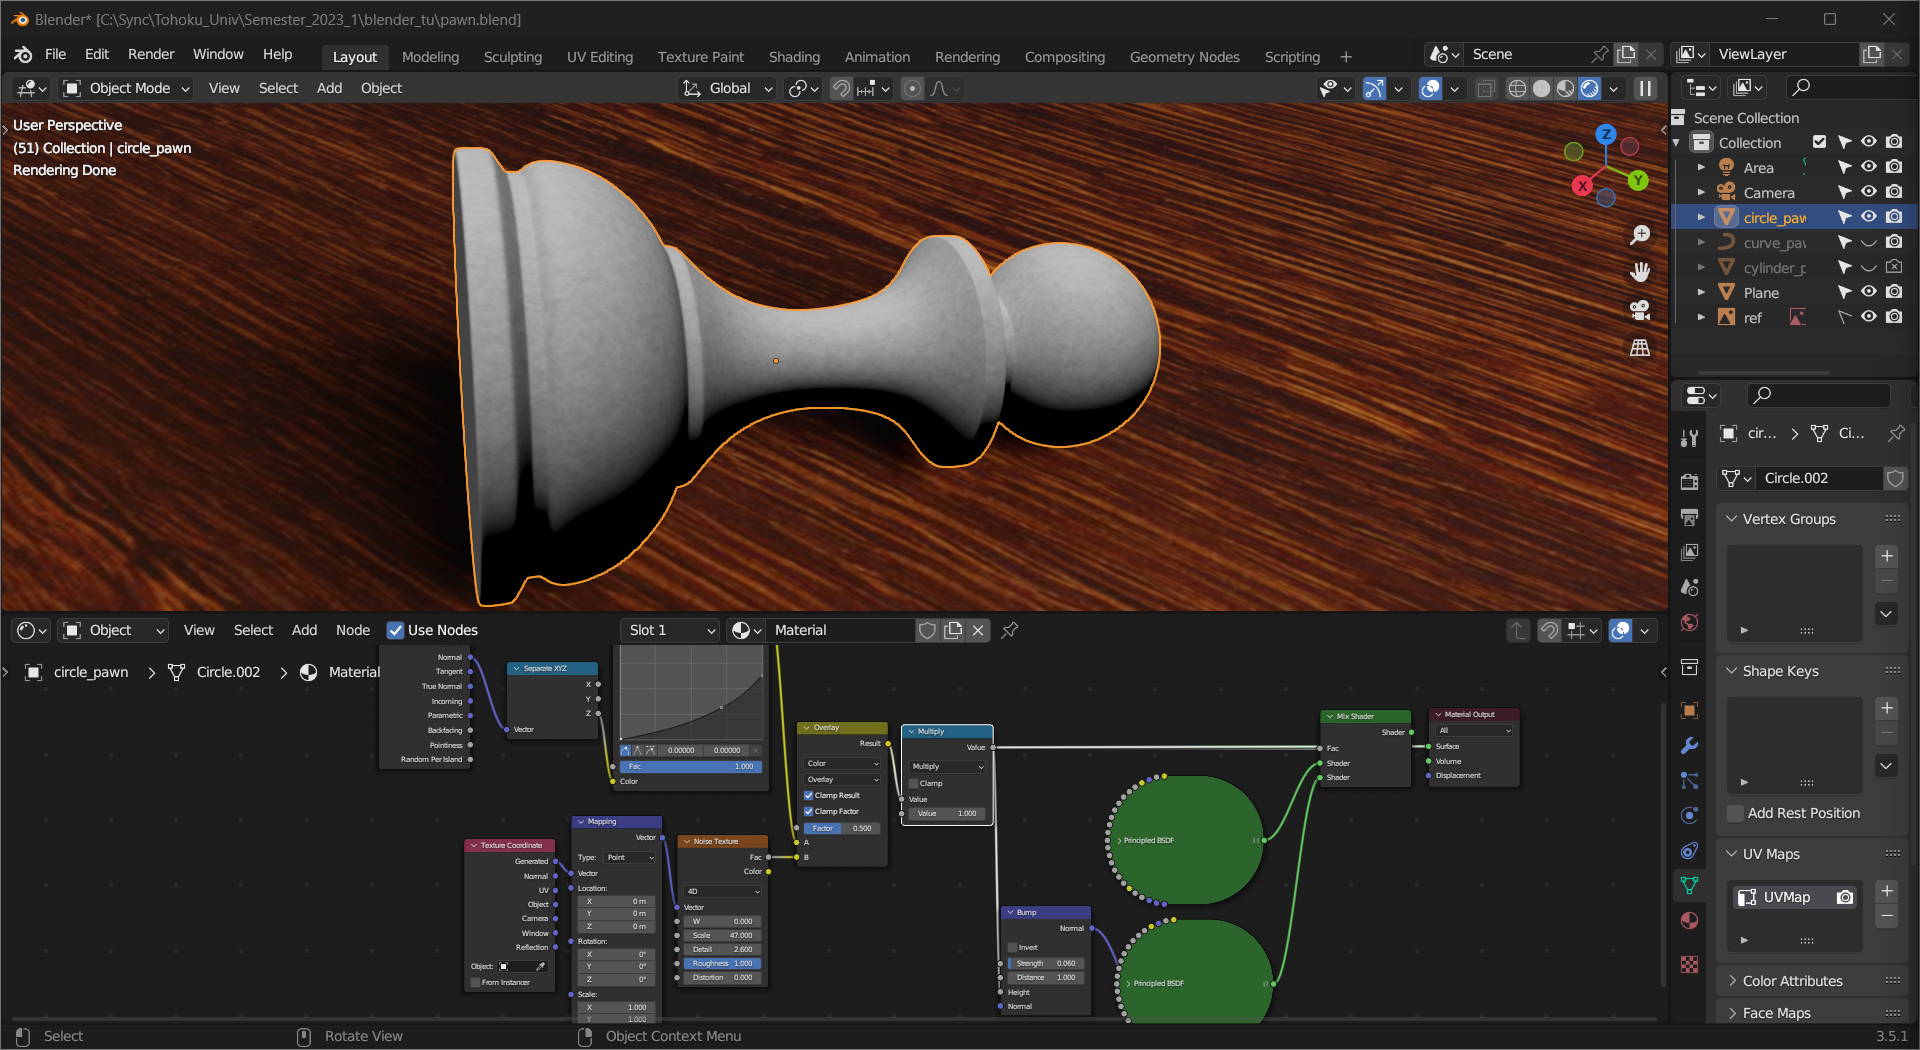 Blender* [C:\Sync\Tohoku_Univ\Semester_2023_1\blender_tu\pawn.blend]
File Edit Render Window Help Layout Modeling Sculpting UV Editing Texture Paint Shading Animation Rendering Compositing Geometry Nodes Scripting + Scene ViewLayer
Object Mode View Select Add Object Global
User Perspective
(51) Collection | circle_pawn
Rendering Done
Z
X
Y
Scene Collection
Collection
Area
Camera
circle_paw
curve_pa
cylinder_p
Plane
ref
cir... Ci...
Circle.002
Vertex Groups
Shape Keys
Add Rest Position
UV Maps
UVMap
Color Attributes
Face Maps
Object View Select Add Node Use Nodes Slot 1 Material
circle_pawn Circle.002 Material
Normal
Tangent
True Normal
Incoming
Parametric
Backfacing
Pointiness
Random Per Island
Separate XYZ
X
Y
Z
Vector
0.00000 0.00000
Fac 1.000
Color
Overlay
Result
Color
Overlay
Clamp Result
Clamp Factor
Factor 0.500
A
B
Multiply
Value
Multiply
Clamp
Value
Value 1.000
Mix Shader
Shader
Fac
Shader
Shader
Material Output
All
Surface
Volume
Displacement
Texture Coordinate
Generated
Normal
UV
Object
Camera
Window
Reflection
Object:
From Instancer
Mapping
Vector
Type: Point
Vector
Location:
X 0 m
Y 0 m
Z 0 m
Rotation:
X 0°
Y 0°
Z 0°
Scale:
X 1.000
Y 1.000
Noise Texture
Fac
Color
4D
Vector
W 0.000
Scale 47.000
Detail 2.600
Roughness 1.000
Distortion 0.000
Principled BSDF
Bump
Normal
Invert
Strength 0.060
Distance 1.000
Height
Normal
Principled BSDF
Select Rotate View Object Context Menu 3.5.1